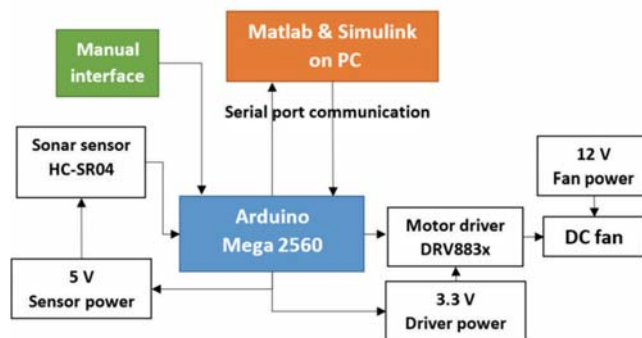 Manual
interface
Matlab & Simulink
on PC
Serial port communication
Sonar sensor
HC-SR04
12 V
Fan power
Arduino
Mega 2560
Motor driver
DRV883x
DC fan
5 V
Sensor power
3.3 V
Driver power